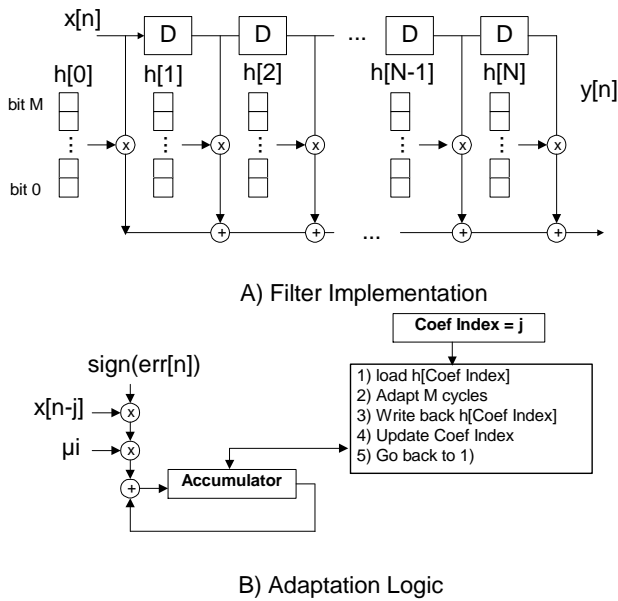 x[n]
D
D
...
D
D
h[0]
h[1]
h[2]
h[N-1]
h[N]
y[n]
bit M
x
x
x
x
x
bit 0
+
+
...
+
+
A) Filter Implementation
Coef Index = j
sign(err[n])
x[n-j]
x
µi
x
+
Accumulator
1) load h[Coef Index]
2) Adapt M cycles
3) Write back h[Coef Index]
4) Update Coef Index
5) Go back to 1)
B) Adaptation Logic